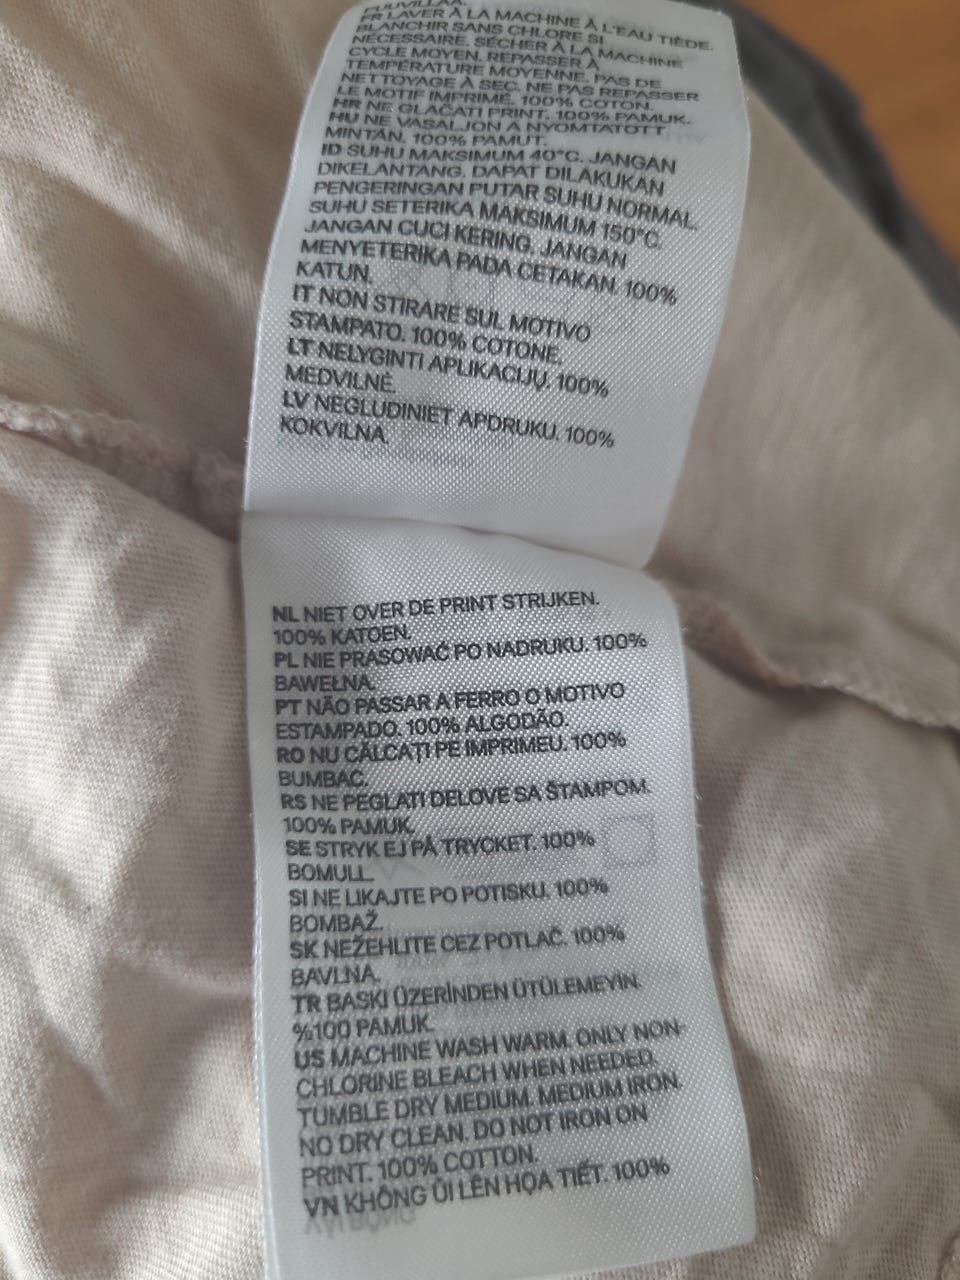 PUUVILLAA.
FR LAVER À LA MACHINE À L'EAU TIÈDE.
BLANCHIR SANS CHLORE SI
NÉCESSAIRE. SÉCHER À LA MACHINE
CYCLE MOYEN. REPASSER À
TEMPÉRATURE MOYENNE. PAS DE
NETTOYAGE À SEC. NE PAS REPASSER
LE MOTIF IMPRIMÉ. 100% COTON.
HR NE GLAČATI PRINT. 100% PAMUK.
HU NE VASALJON A NYOMTATOTT
MINTÁN. 100% PAMUT.
ID SUHU MAKSIMUM 40°C. JANGAN
DIKELANTANG. DAPAT DILAKUKAN
PENGERINGAN PUTAR SUHU NORMAL.
SUHU SETERIKA MAKSIMUM 150°C.
JANGAN CUCI KERING. JANGAN
MENYETERIKA PADA CETAKAN. 100%
KATUN.
IT NON STIRARE SUL MOTIVO
STAMPATO. 100% COTONE.
LT NELYGINTI APLIKACIJŲ. 100%
MEDVILNĖ.
LV NEGLUDINIET APDRUKU. 100%
KOKVILNA.
NL NIET OVER DE PRINT STRIJKEN.
100% KATOEN.
PL NIE PRASOWAĆ PO NADRUKU. 100%
BAWEŁNA.
PT NÃO PASSAR A FERRO O MOTIVO
ESTAMPADO. 100% ALGODÃO.
RO NU CĂLCAȚI PE IMPRIMEU. 100%
BUMBAC.
RS NE PEGLATI DELOVE SA ŠTAMPOM.
100% PAMUK.
SE STRYK EJ PÅ TRYCKET. 100%
BOMULL.
SI NE LIKAJTE PO POTISKU. 100%
BOMBAŽ.
SK NEŽEHLITE CEZ POTLAČ. 100%
BAVLNA.
TR BASKI ÜZERİNDEN ÜTÜLEMEYİN.
%100 PAMUK.
US MACHINE WASH WARM. ONLY NON-
CHLORINE BLEACH WHEN NEEDED.
TUMBLE DRY MEDIUM. MEDIUM IRON.
NO DRY CLEAN. DO NOT IRON ON
PRINT. 100% COTTON.
VN KHÔNG ỦI LÊN HỌA TIẾT. 100%